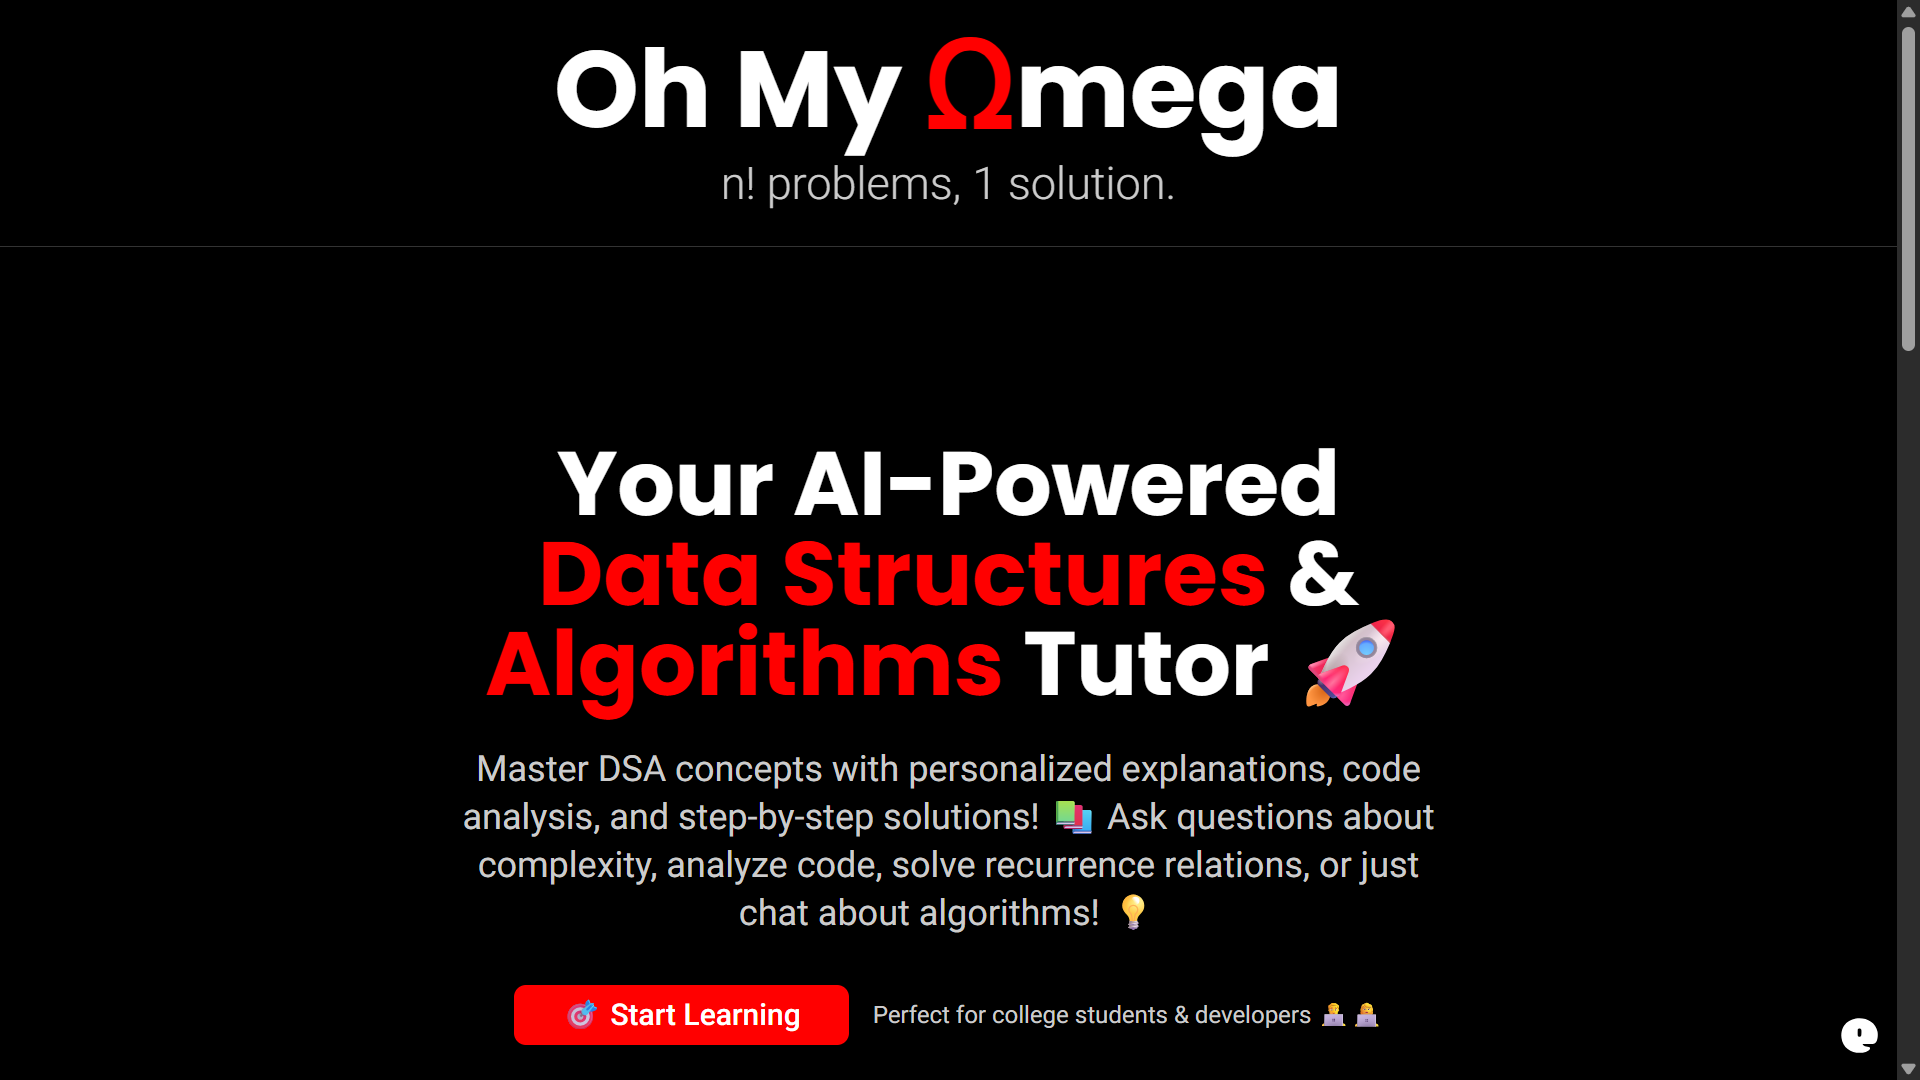 Oh My Ωmega
n! problems, 1 solution.
Your AI-Powered
Data Structures &
Algorithms Tutor 🚀
Master DSA concepts with personalized explanations, code
analysis, and step-by-step solutions! 📚 Ask questions about
complexity, analyze code, solve recurrence relations, or just
chat about algorithms! 💡
🎯 Start Learning
Perfect for college students & developers 👨‍💻 👩‍💻